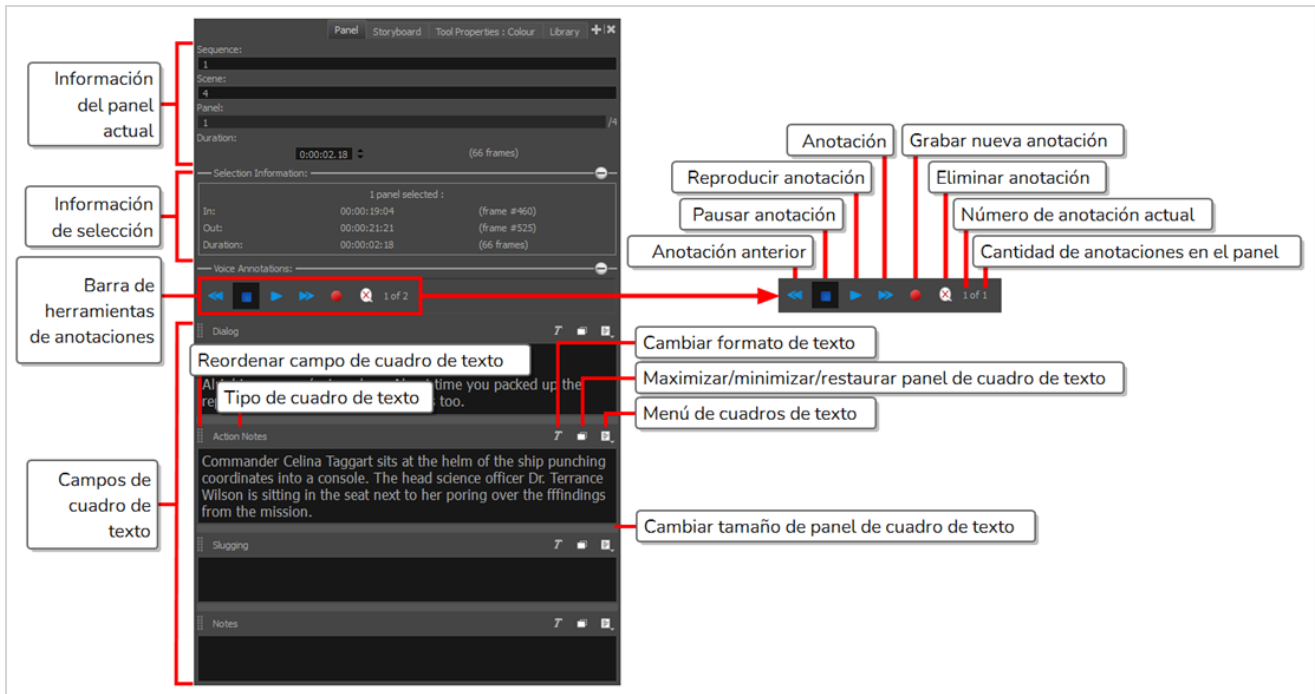 Panel Storyboard Tool Properties : Colour Library
Sequence:
1
Scene:
4
Panel:
1 /4
Duration:
0:00:02.18 (66 frames)
Selection Information:
1 panel selected :
In: 00:00:19:04 (frame #460)
Out: 00:00:21:21 (frame #525)
Duration: 00:00:02:18 (66 frames)
Voice Annotations:
1 of 2
Dialog
time you packed up the
too.
Action Notes
Commander Celina Taggart sits at the helm of the ship punching
coordinates into a console. The head science officer Dr. Terrance
Wilson is sitting in the seat next to her poring over the fffindings
from the mission.
Slugging
Notes
Información
del panel
actual
Información
de selección
Barra de
herramientas
de anotaciones
Campos de
cuadro de
texto
Reordenar campo de cuadro de texto
Tipo de cuadro de texto
Anotación
Grabar nueva anotación
Reproducir anotación
Eliminar anotación
Pausar anotación
Número de anotación actual
Anotación anterior
Cantidad de anotaciones en el panel
1 of 1
Cambiar formato de texto
Maximizar/minimizar/restaurar panel de cuadro de texto
Menú de cuadros de texto
Cambiar tamaño de panel de cuadro de texto